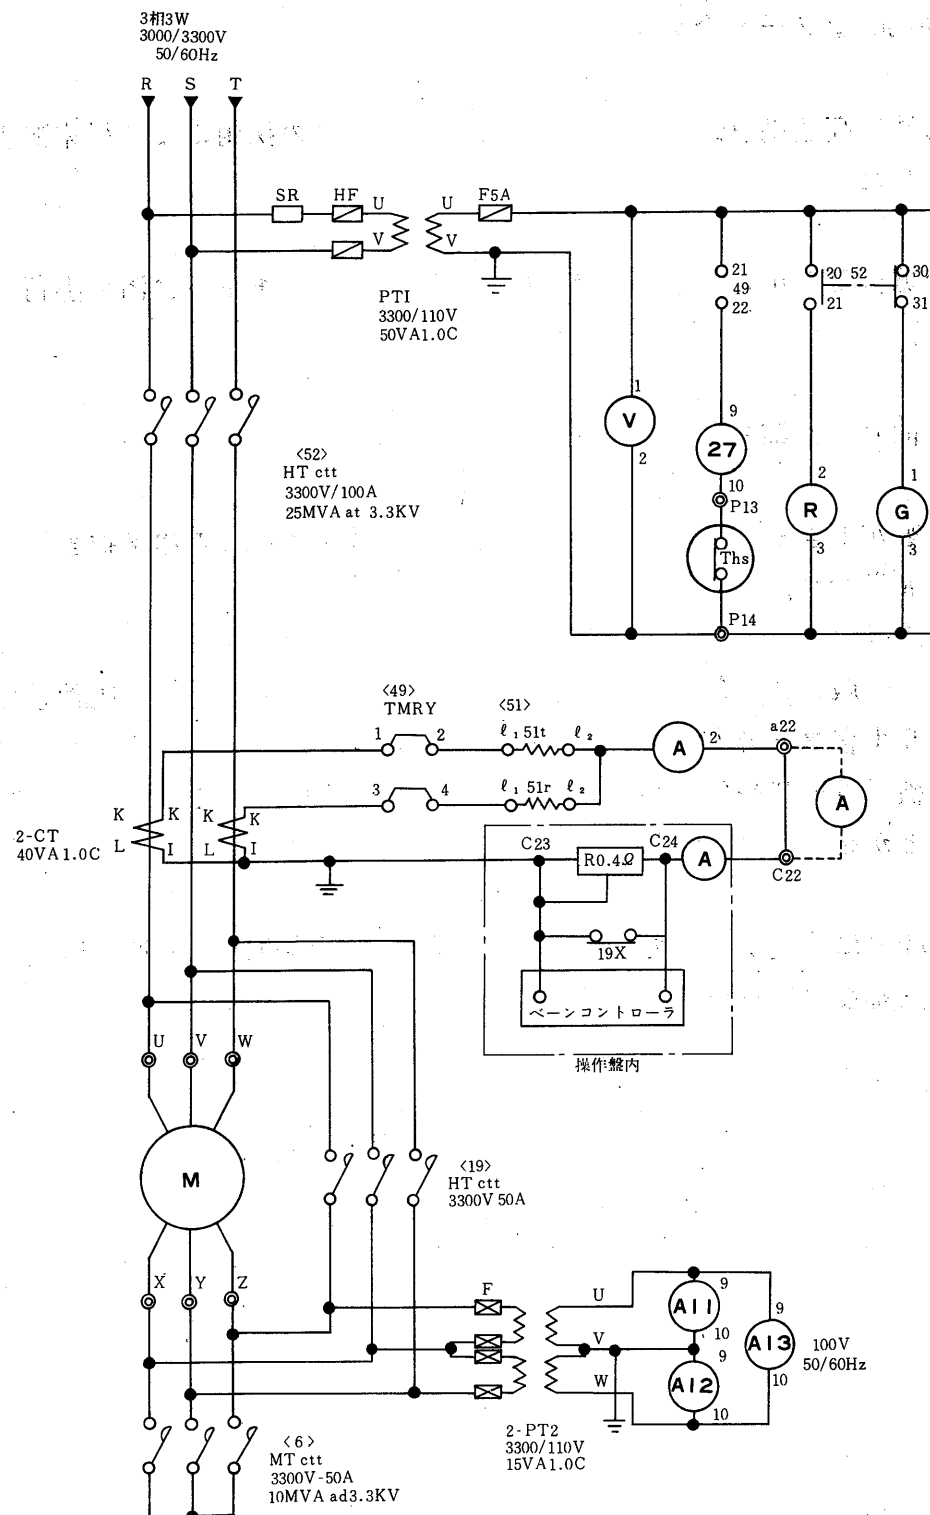 3相3W
3000/3300V
50/60Hz
R S T
SR HF U U F5A
V V
PTI
3300/110V
50VA1.0C
21
49
22
20 52 30
21 31
1
V
2
9
27
10
P13
Ths
P14
2
R
3
1
G
3
<52>
HT ctt
3300V/100A
25MVA at 3.3KV
<49>
TMRY
<51>
1 2 ℓ1 51t ℓ2
A 2
a22
3 4 ℓ1 51r ℓ2
A
K K K K
L I L I
2-CT
40VA1.0C
C23 R0.4Ω C24 A
C22
19X
ベーンコントローラ
操作盤内
U V W
M
<19>
HT ctt
3300V 50A
X Y Z
F
U
V
W
9
A11
10
9
A12
10
9
A13
10
100V
50/60Hz
2-PT2
3300/110V
15VA1.0C
<6>
MT ctt
3300V-50A
10MVA ad3.3KV